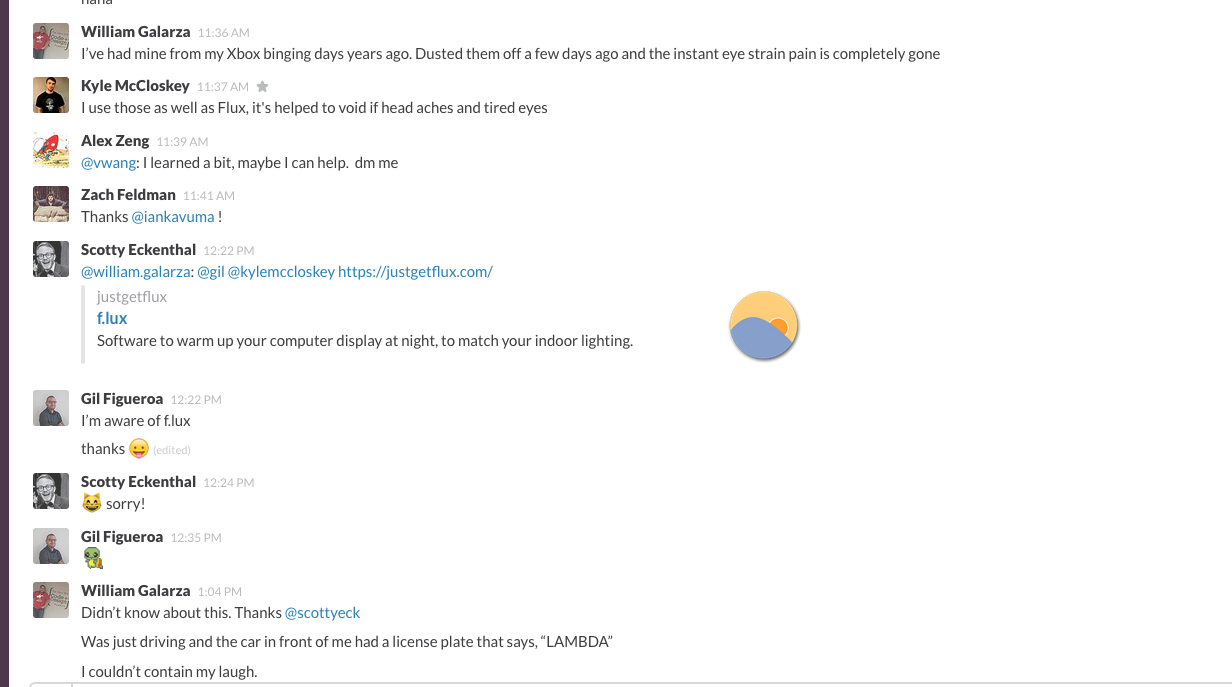 haha
William Galarza 11:36 AM
I've had mine from my Xbox binging days years ago. Dusted them off a few days ago and the instant eye strain pain is completely gone
Kyle McCloskey 11:37 AM
I use those as well as Flux, it's helped to void if head aches and tired eyes
Alex Zeng 11:39 AM
@vwang: I learned a bit, maybe I can help. dm me
Zach Feldman 11:41 AM
Thanks @iankavuma !
Scotty Eckenthal 12:22 PM
@william.galarza: @gil @kylemccloskey https://justgetflux.com/
justgetflux
f.lux
Software to warm up your computer display at night, to match your indoor lighting.
Gil Figueroa 12:22 PM
I'm aware of f.lux
thanks 😛 (edited)
Scotty Eckenthal 12:24 PM
😸 sorry!
Gil Figueroa 12:35 PM
William Galarza 1:04 PM
Didn't know about this. Thanks @scottyeck
Was just driving and the car in front of me had a license plate that says, “LAMBDA”
I couldn't contain my laugh.